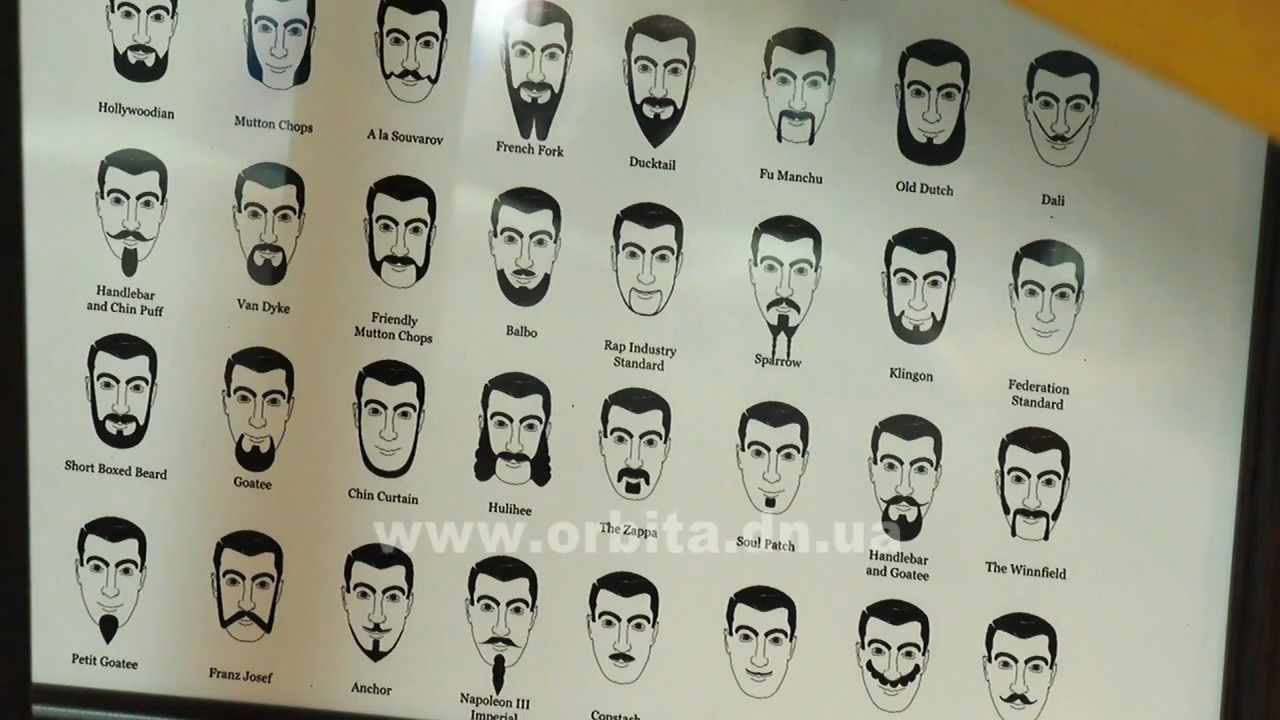 Hollywoodian
Mutton Chops
A la Souvarov
French Fork
Ducktail
Fu Manchu
Old Dutch
Dali
Handlebar
and Chin Puff
Van Dyke
Friendly
Mutton Chops
Balbo
Rap Industry
Standard
Sparrow
Klingon
Federation
Standard
Short Boxed Beard
Goatee
Chin Curtain
Hulihee
The Zappa
Soul Patch
Handlebar
and Goatee
The Winnfield
www.orbita.dn.ua
Petit Goatee
Franz Josef
Anchor
Napoleon III
Imperial